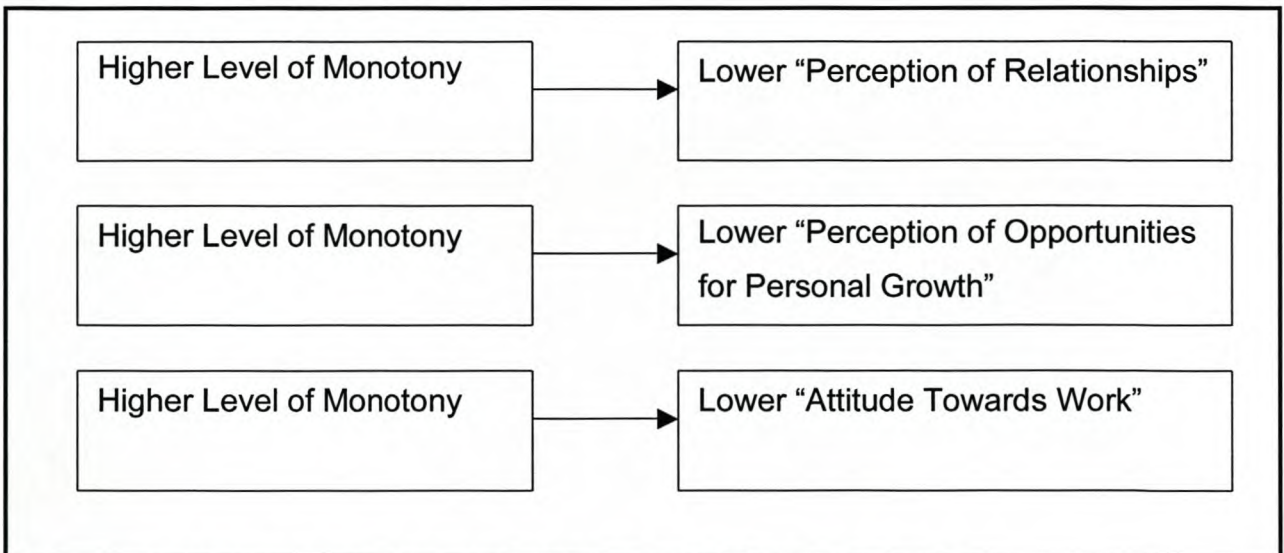 Higher Level of Monotony
Lower “Perception of Relationships”
Higher Level of Monotony
Lower “Perception of Opportunities
for Personal Growth”
Higher Level of Monotony
Lower “Attitude Towards Work”